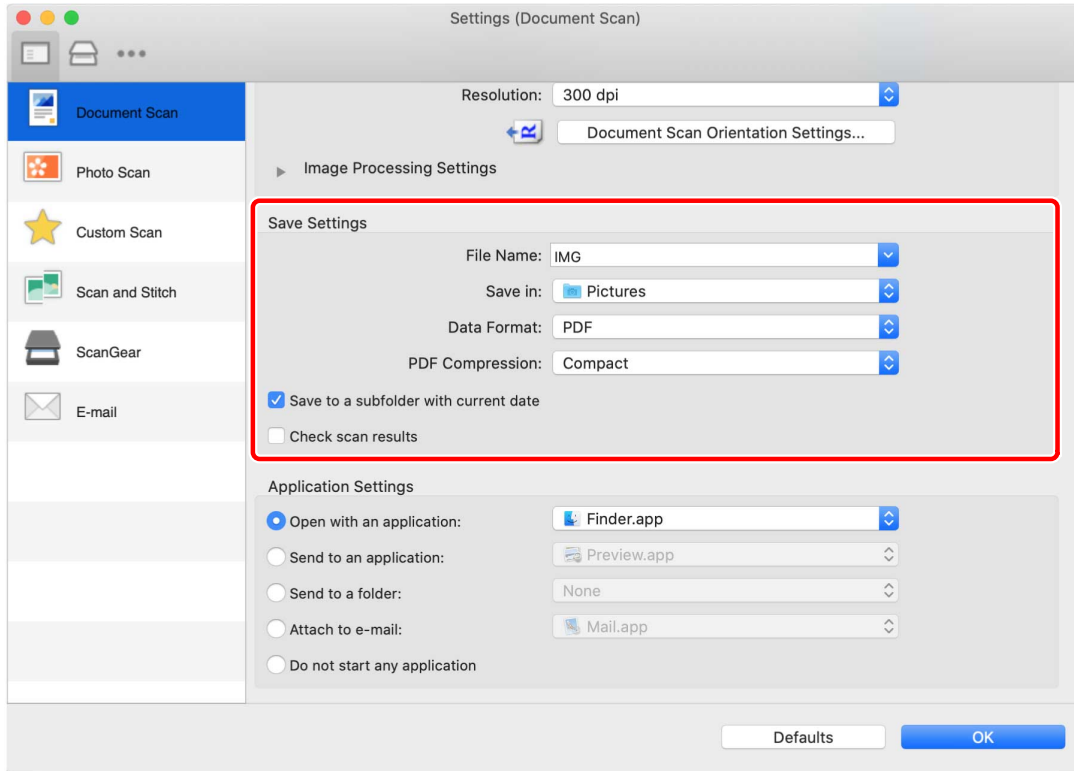 Settings (Document Scan)
Document Scan
Photo Scan
Custom Scan
Scan and Stitch
ScanGear
E-mail
Resolution: 300 dpi
Document Scan Orientation Settings...
Image Processing Settings
Save Settings
File Name: IMG
Save in: Pictures
Data Format: PDF
PDF Compression: Compact
Save to a subfolder with current date
Check scan results
Application Settings
Open with an application: Finder.app
Send to an application: Preview.app
Send to a folder: None
Attach to e-mail: Mail.app
Do not start any application
Defaults OK